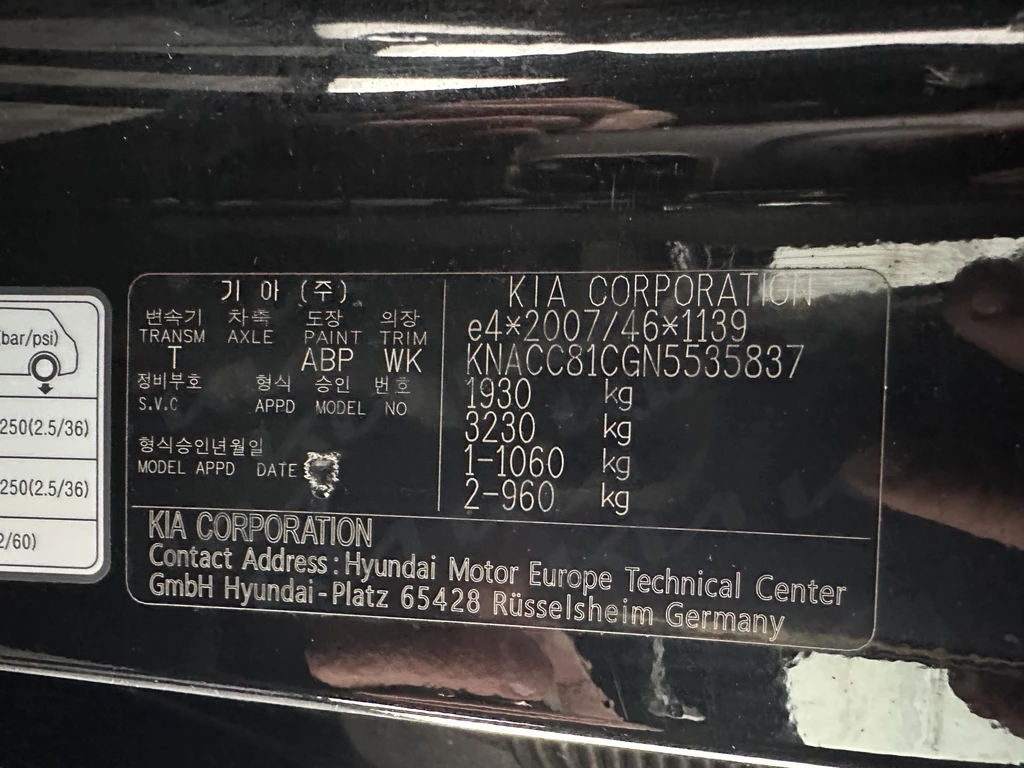 (bar/psi)
250(2.5/36)
250(2.5/36)
2/60)
기 아 (주)
변속기 차축 도장 의장
TRANSM AXLE PAINT TRIM
T ABP WK
정비부호 형식 승인 번호
S.V.C APPD MODEL NO
형식승인년월일
MODEL APPD DATE
KIA CORPORATION
e4*2007/46*1139
KNACC81CGN5535837
1930 kg
3230 kg
1-1060 kg
2-960 kg
KIA CORPORATION
Contact Address : Hyundai Motor Europe Technical Center
GmbH Hyundai-Platz 65428 Rüsselsheim Germany